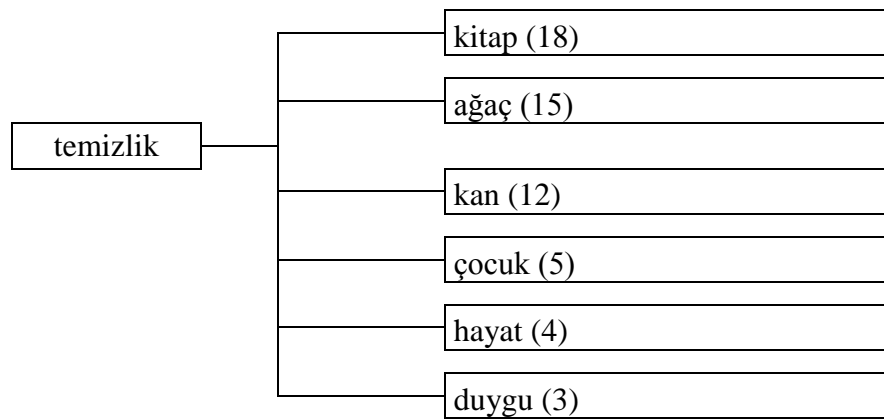 kitap (18)
ağaç (15)
temizlik
kan (12)
çocuk (5)
hayat (4)
duygu (3)